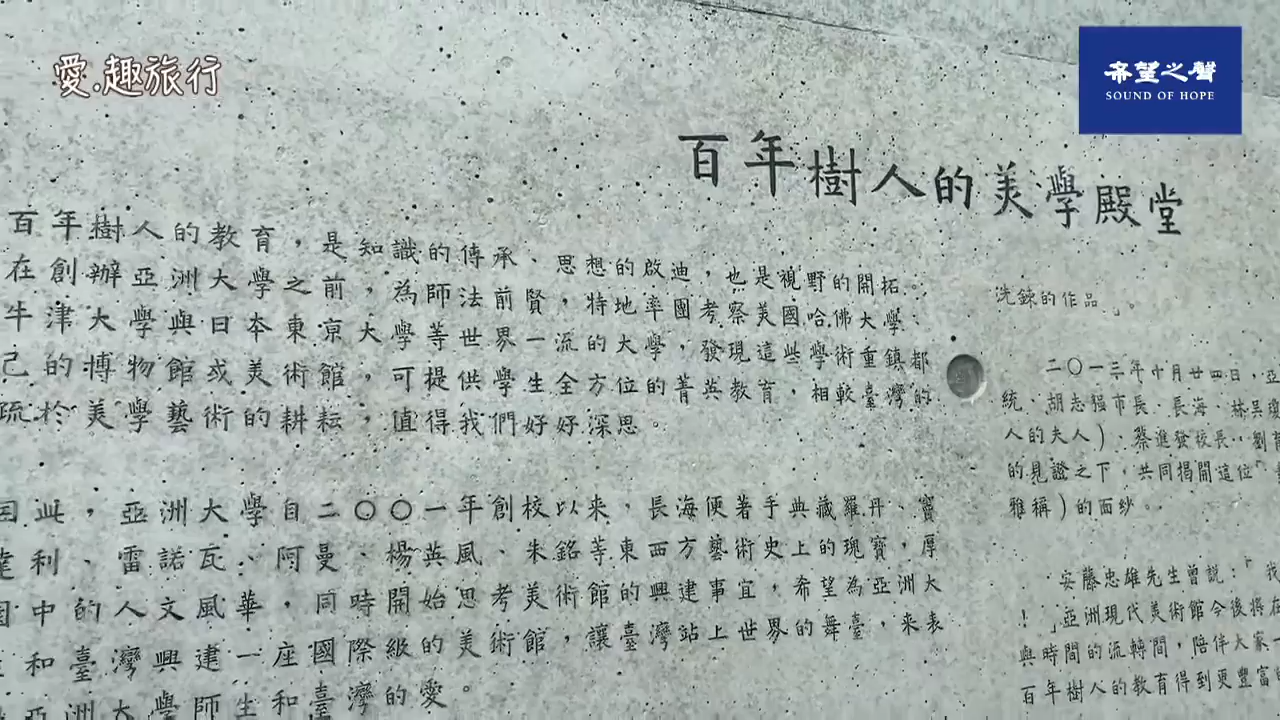 愛.趣旅行
希望之聲
SOUND OF HOPE
百年樹人的美學殿堂
百年樹人的教育，是知識的傳承、思想的啟迪，也是視野的開拓。
在創辦亞洲大學之前，為師法前賢，特地率團考察美國哈佛大學、
牛津大學與日本東京大學等世界一流的大學，發現這些學術重鎮都
己的博物館或美術館，可提供學生全方位的菁英教育，相較臺灣的
疏於美學藝術的耕耘，值得我們好好深思。
因此，亞洲大學自二〇〇一年創校以來，長海便著手典藏羅丹、竇
達利、雷諾瓦、阿曼、楊英風、朱銘等東西方藝術史上的瑰寶，厚
園中的人文風華，同時開始思考美術館的興建事宜，希望為亞洲大
和臺灣興建一座國際級的美術館，讓臺灣站上世界的舞臺，來表
亞洲大學師生和臺灣的愛。
洗鍊的作品」。
二〇一三年十月廿四日，亞
統、胡志強市長、長海、林吳
人的夫人）、蔡進發校長、劉
的見證之下，共同揭開這位「
雅稱）的面紗。
安藤忠雄先生曾說：「我
！」亞洲現代美術館今後將在
與時間的流轉間，陪伴大家一
百年樹人的教育得到更豐富的